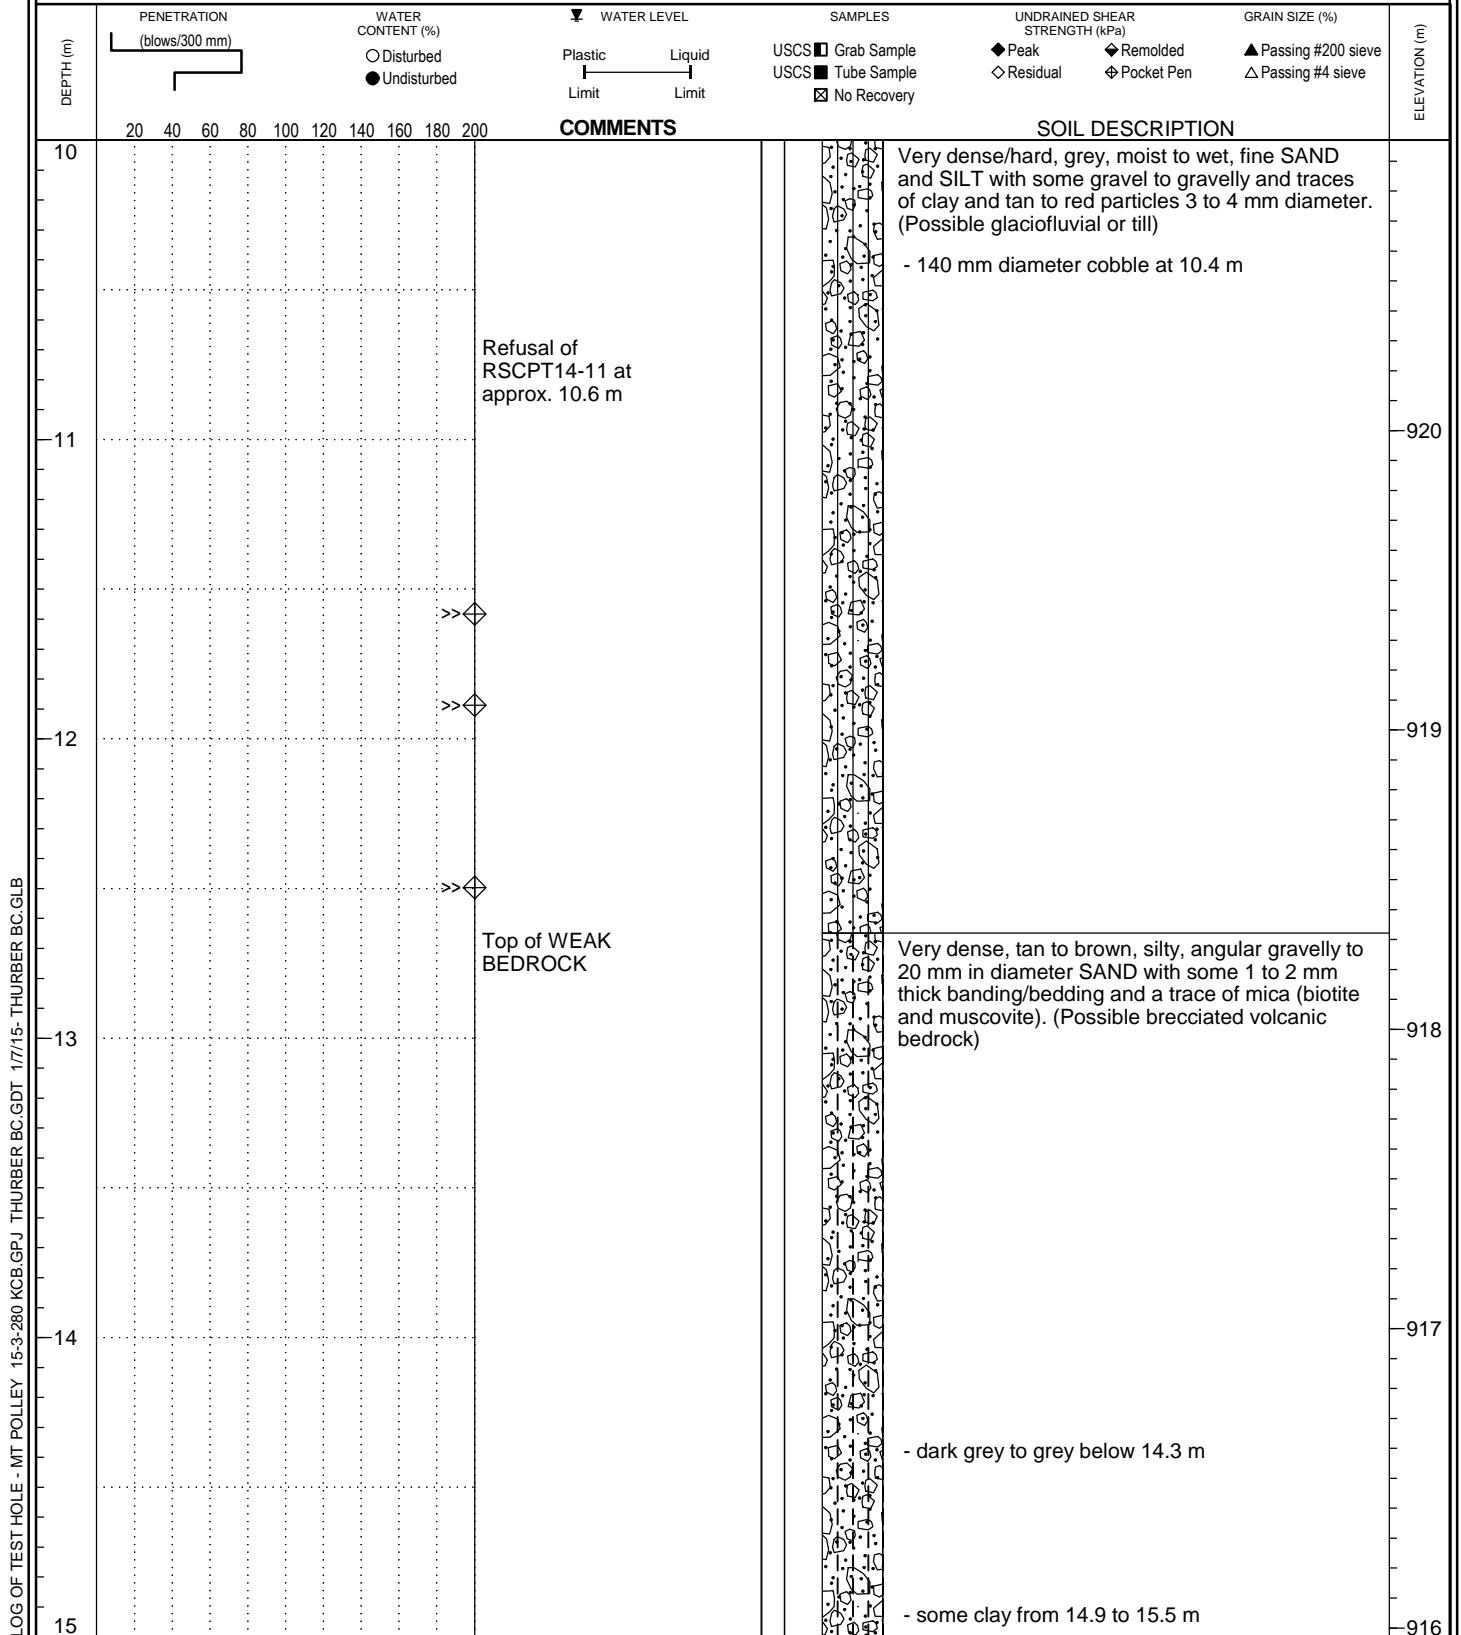 PENETRATION
(blows/300 mm)
WATER
CONTENT (%)
Disturbed
Undisturbed
WATER LEVEL
Plastic Liquid
Limit Limit
SAMPLES
USCS Grab Sample
USCS Tube Sample
No Recovery
UNDRAINED SHEAR
STRENGTH (kPa)
Peak Remolded
Residual Pocket Pen
GRAIN SIZE (%)
Passing #200 sieve
Passing #4 sieve
DEPTH (m)
ELEVATION (m)
20 40 60 80 100 120 140 160 180 200
COMMENTS
SOIL DESCRIPTION
10
Very dense/hard, grey, moist to wet, fine SAND
and SILT with some gravel to gravelly and traces
of clay and tan to red particles 3 to 4 mm diameter.
(Possible glaciofluvial or till)
- 140 mm diameter cobble at 10.4 m
Refusal of
RSCPT14-11 at
approx. 10.6 m
11
920
>>
>>
12
919
>>
Top of WEAK
BEDROCK
Very dense, tan to brown, silty, angular gravelly to
20 mm in diameter SAND with some 1 to 2 mm
thick banding/bedding and a trace of mica (biotite
and muscovite). (Possible brecciated volcanic
bedrock)
13
918
14
917
- dark grey to grey below 14.3 m
- some clay from 14.9 to 15.5 m
15
916
LOG OF TEST HOLE - MT POLLEY 15-3-280 KCB.GPJ THURBER BC.GDT 1/7/15- THURBER BC.GLB